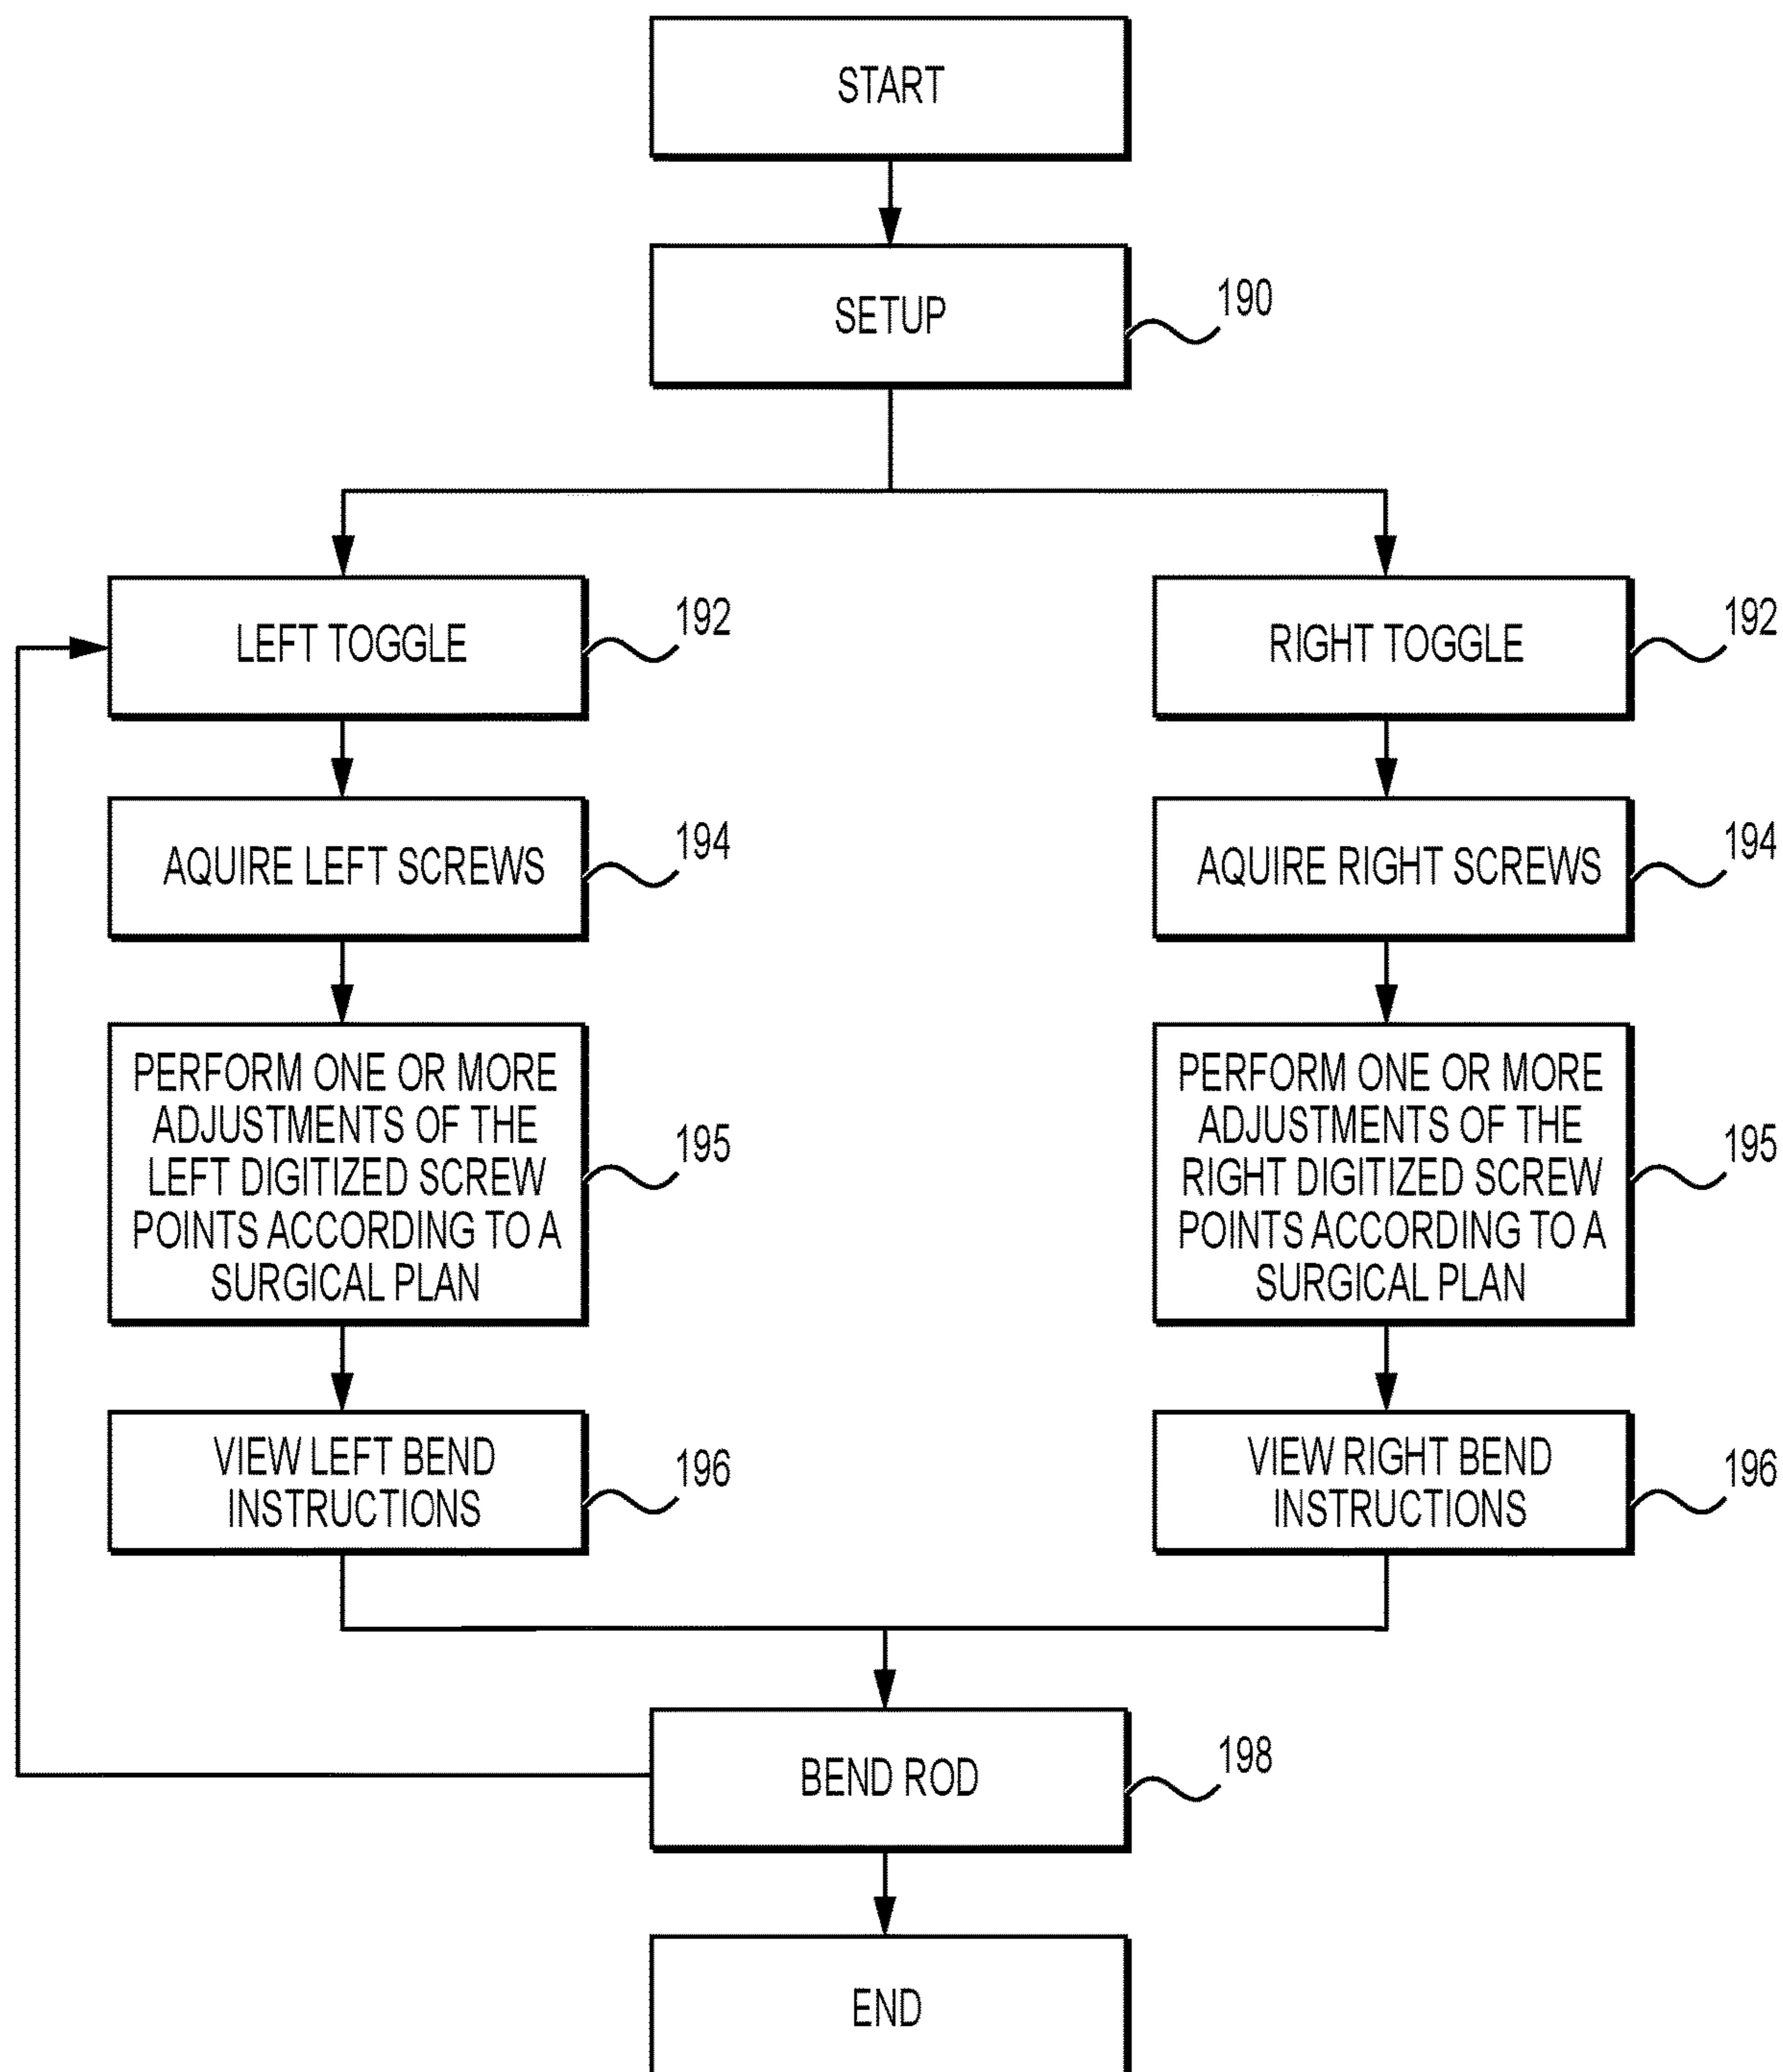 START
SETUP
190
LEFT TOGGLE
192
RIGHT TOGGLE
192
AQUIRE LEFT SCREWS
194
AQUIRE RIGHT SCREWS
194
PERFORM ONE OR MORE
ADJUSTMENTS OF THE
LEFT DIGITIZED SCREW
POINTS ACCORDING TO A
SURGICAL PLAN
195
PERFORM ONE OR MORE
ADJUSTMENTS OF THE
RIGHT DIGITIZED SCREW
POINTS ACCORDING TO A
SURGICAL PLAN
195
VIEW LEFT BEND
INSTRUCTIONS
196
VIEW RIGHT BEND
INSTRUCTIONS
196
BEND ROD
198
END